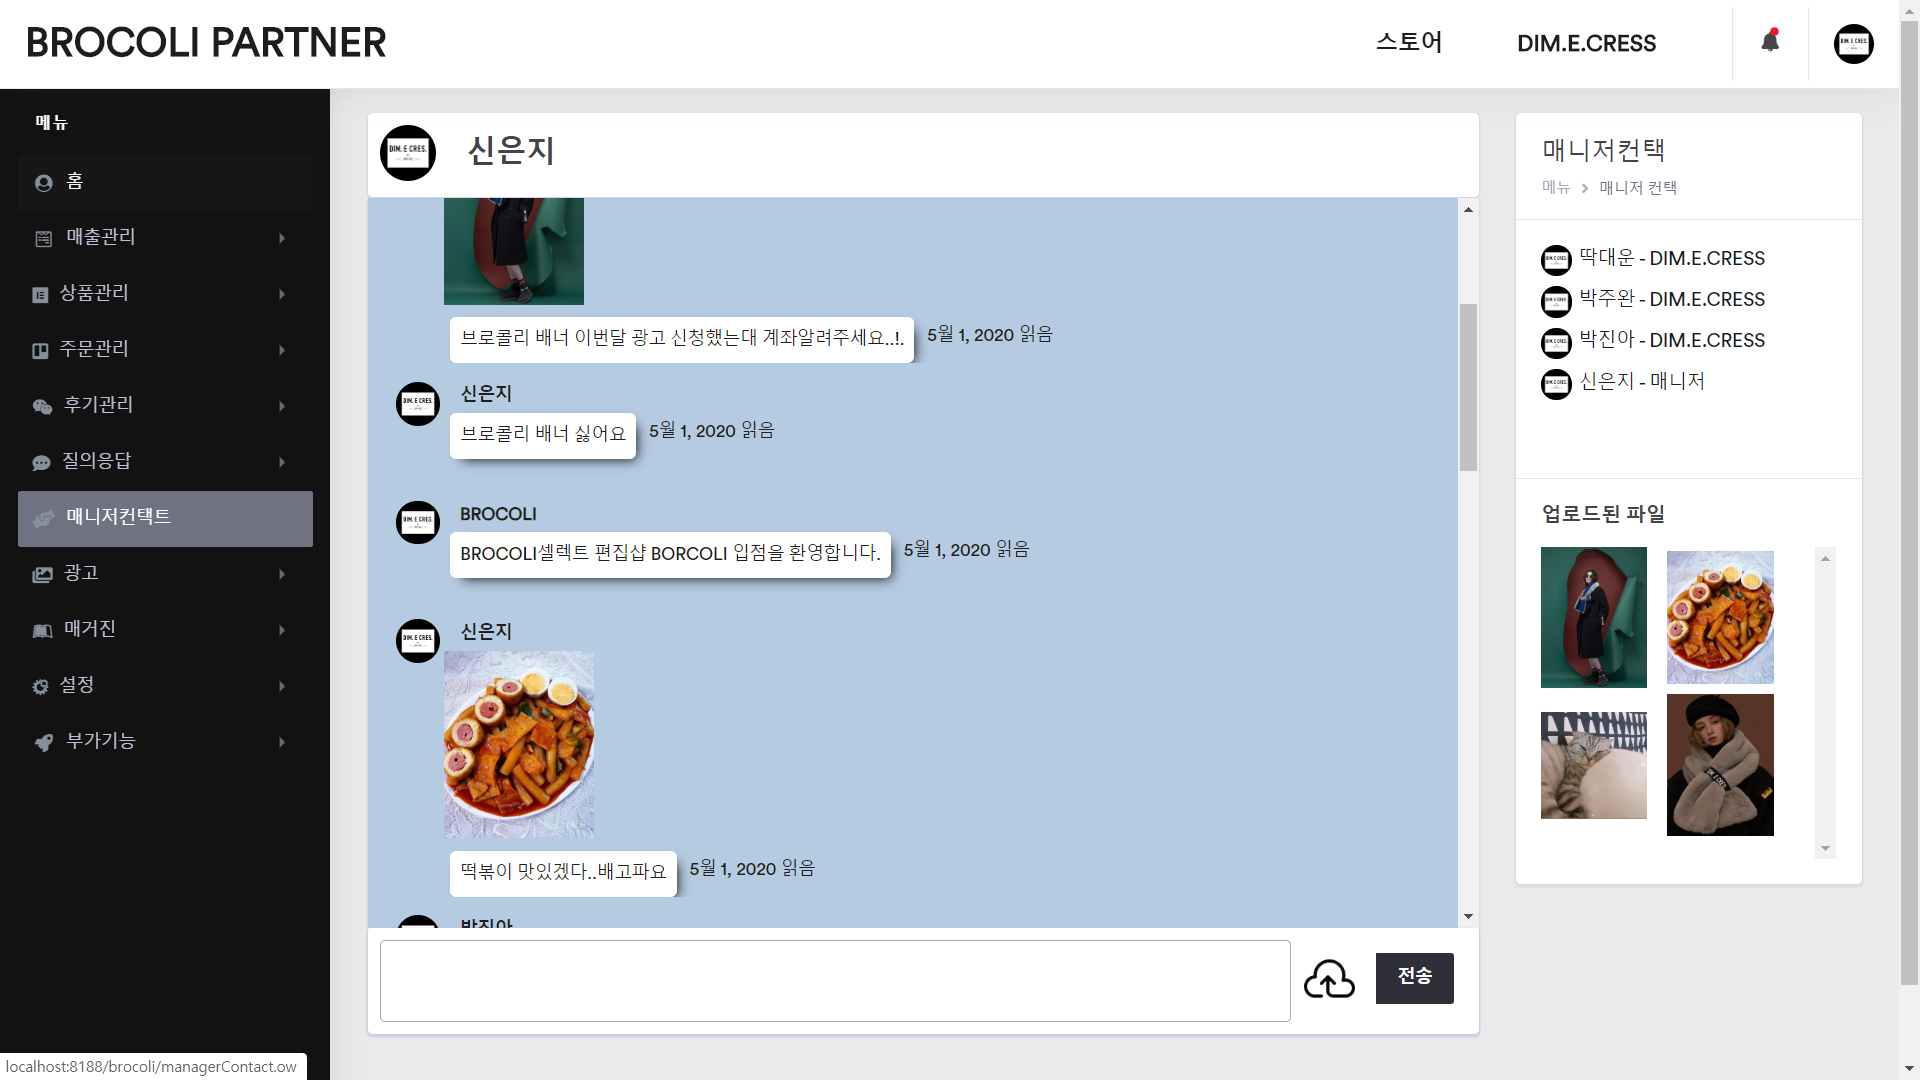 BROCOLI PARTNER
스토어
DIM.E.CRESS
메뉴
홈
매출관리
상품관리
주문관리
후기관리
질의응답
매니저컨택트
광고
매거진
설정
부가기능
DIM. E CRES.
신은지
브로콜리 배너 이번달 광고 신청했는대 계좌알려주세요..!.
5월 1, 2020 읽음
신은지
브로콜리 배너 싫어요
5월 1, 2020 읽음
BROCOLI
BROCOLI셀렉트 편집샵 BORCOLI 입점을 환영합니다.
5월 1, 2020 읽음
신은지
떡볶이 맛있겠다..배고파요
5월 1, 2020 읽음
박진아
전송
매니저컨택
메뉴 > 매니저 컨택
딱대운 - DIM.E.CRESS
박주완 - DIM.E.CRESS
박진아 - DIM.E.CRESS
신은지 - 매니저
업로드된 파일
localhost:8188/brocoli/managerContact.ow